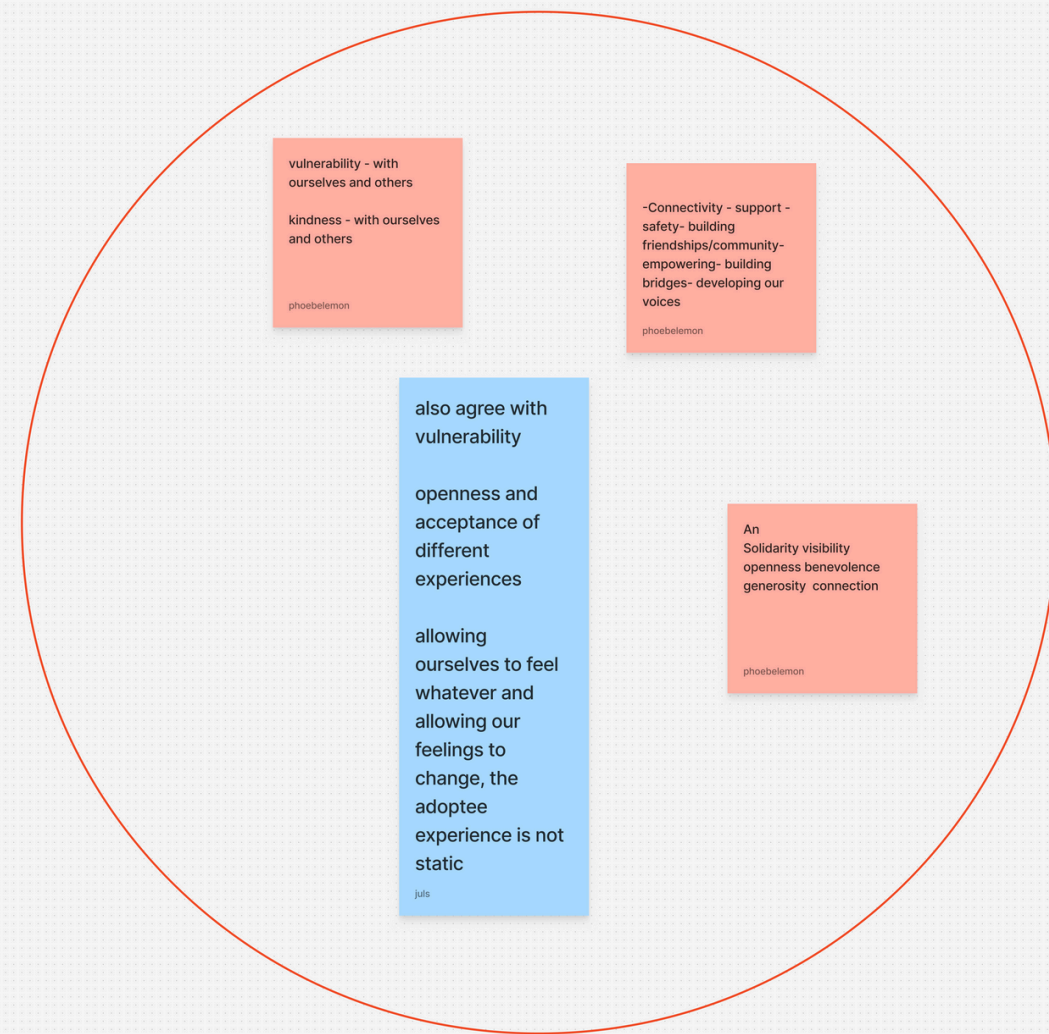 vulnerability - with
ourselves and others
kindness - with ourselves
and others
phoebelemon
-Connectivity - support -
safety- building
friendships/community-
empowering- building
bridges- developing our
voices
phoebelemon
also agree with
vulnerability
openness and
acceptance of
different
experiences
allowing
ourselves to feel
whatever and
allowing our
feelings to
change, the
adoptee
experience is not
static
juls
An
Solidarity visibility
openness benevolence
generosity  connection
phoebelemon